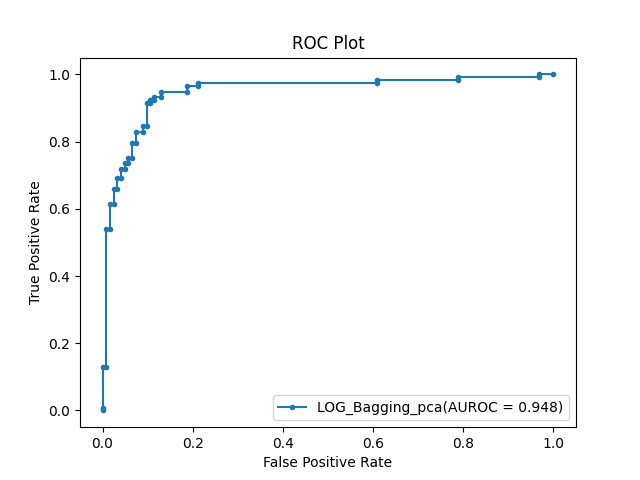 ROC Plot
1.0
0.8
0.6
0.4
0.2
0.0
True Positive Rate
LOG_Bagging_pca(AUROC = 0.948)
0.0 0.2 0.4 0.6 0.8 1.0
False Positive Rate